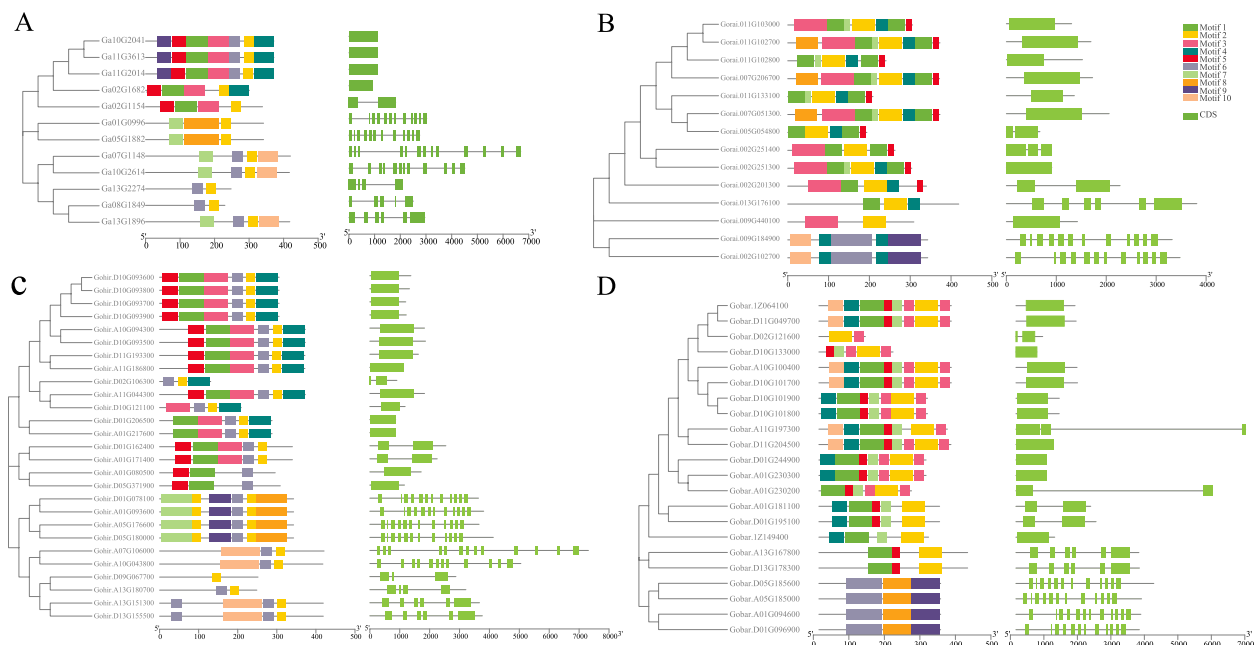 A
Ga10G2041
Ga11G3613
Ga11G2014
Ga02G1682
Ga02G1154
Ga01G0996
Ga05G1882
Ga07G1148
Ga10G2614
Ga13G2274
Ga08G1849
Ga13G1896
5' 3'
0 100 200 300 400 500
5' 3'
0 1000 2000 3000 4000 5000 6000 7000
B
Gorai.011G103000
Gorai.011G102700
Gorai.011G102800
Gorai.007G206700
Gorai.011G133100
Gorai.007G051300.
Gorai.005G054800
Gorai.002G251400
Gorai.002G251300
Gorai.002G201300
Gorai.013G176100
Gorai.009G440100
Gorai.009G184900
Gorai.002G102700
5' 3'
0 100 200 300 400 500
5' 3'
0 1000 2000 3000 4000
Motif 1
Motif 2
Motif 3
Motif 4
Motif 5
Motif 6
Motif 7
Motif 8
Motif 9
Motif 10
CDS
C
Gohir.D10G093600
Gohir.D10G093800
Gohir.D10G093700
Gohir.D10G093900
Gohir.A10G094300
Gohir.D10G093500
Gohir.D11G193300
Gohir.A11G186800
Gohir.D02G106300
Gohir.A11G044300
Gohir.D10G121100
Gohir.D01G206500
Gohir.A01G217600
Gohir.D01G162400
Gohir.A01G171400
Gohir.A01G080500
Gohir.D05G371900
Gohir.D01G078100
Gohir.A01G093600
Gohir.A05G176600
Gohir.D05G180000
Gohir.A07G106000
Gohir.A10G043800
Gohir.D09G067700
Gohir.A13G180700
Gohir.A13G151300
Gohir.D13G155500
5' 3'
0 100 200 300 400 500
5' 3'
0 1000 2000 3000 4000 5000 6000 7000 8000
D
Gobar.1Z064100
Gobar.D11G049700
Gobar.D02G121600
Gobar.D10G133000
Gobar.A10G100400
Gobar.D10G101700
Gobar.D10G101900
Gobar.D10G101800
Gobar.A11G197300
Gobar.D11G204500
Gobar.D01G244900
Gobar.A01G230300
Gobar.A01G230200
Gobar.A01G181100
Gobar.D01G195100
Gobar.1Z149400
Gobar.A13G167800
Gobar.D13G178300
Gobar.D05G185600
Gobar.A05G185000
Gobar.A01G094600
Gobar.D01G096900
5' 3'
0 100 200 300 400 500
5' 3'
0 1000 2000 3000 4000 5000 6000 7000